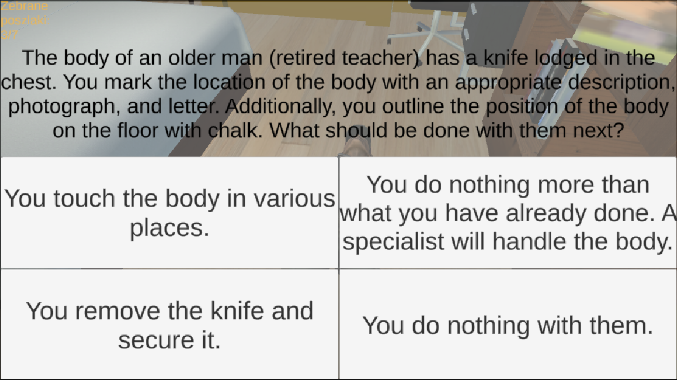 Zebrane
poszlaki:
3/7
The body of an older man (retired teacher) has a knife lodged in the
chest. You mark the location of the body with an appropriate description,
photograph, and letter. Additionally, you outline the position of the body
on the floor with chalk. What should be done with them next?
You touch the body in various
places.
You do nothing more than
what you have already done. A
specialist will handle the body.
You remove the knife and
secure it.
You do nothing with them.